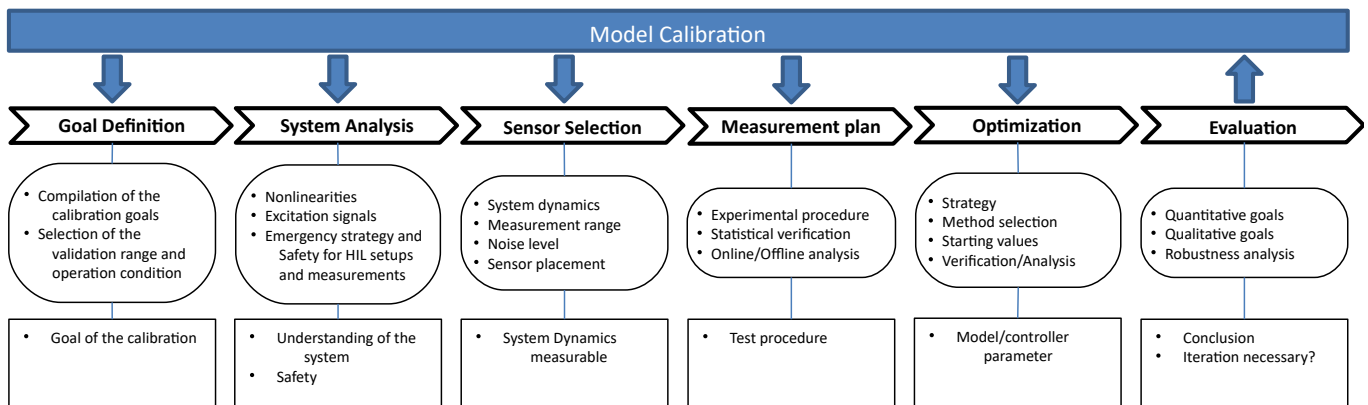 Model Calibration
Goal Definition
System Analysis
Sensor Selection
Measurement plan
Optimization
Evaluation
• Compilation of the
calibration goals
• Selection of the
validation range and
operation condition
• Nonlinearities
• Excitation signals
• Emergency strategy and
Safety for HIL setups
and measurements
• System dynamics
• Measurement range
• Noise level
• Sensor placement
• Experimental procedure
• Statistical verification
• Online/Offline analysis
• Strategy
• Method selection
• Starting values
• Verification/Analysis
• Quantitative goals
• Qualitative goals
• Robustness analysis
• Goal of the calibration
• Understanding of the
system
• Safety
• System Dynamics
measurable
• Test procedure
• Model/controller
parameter
• Conclusion
• Iteration necessary?